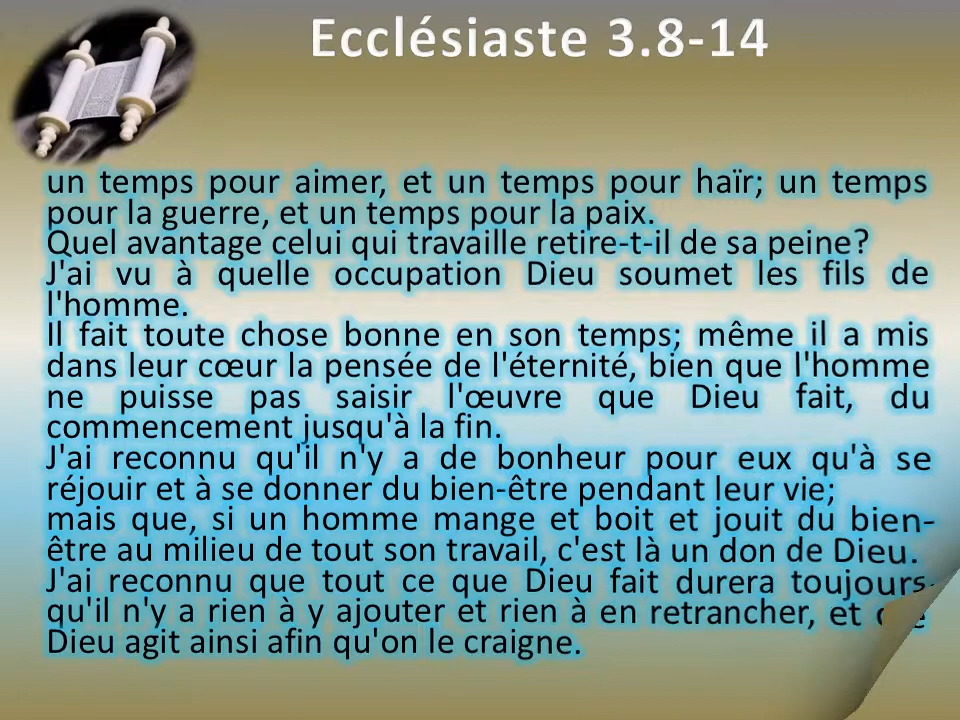 Ecclésiaste 3.8-14
un temps pour aimer, et un temps pour haïr; un temps
pour la guerre, et un temps pour la paix.
Quel avantage celui qui travaille retire-t-il de sa peine?
J'ai vu à quelle occupation Dieu soumet les fils de
l'homme.
Il fait toute chose bonne en son temps; même il a mis
dans leur cœur la pensée de l'éternité, bien que l'homme
ne puisse pas saisir l'œuvre que Dieu fait, du
commencement jusqu'à la fin.
J'ai reconnu qu'il n'y a de bonheur pour eux qu'à se
réjouir et à se donner du bien-être pendant leur vie;
mais que, si un homme mange et boit et jouit du bien-
être au milieu de tout son travail, c'est là un don de Dieu.
J'ai reconnu que tout ce que Dieu fait durera toujours
qu'il n'y a rien à y ajouter et rien à en retrancher, et
Dieu agit ainsi afin qu'on le craigne.